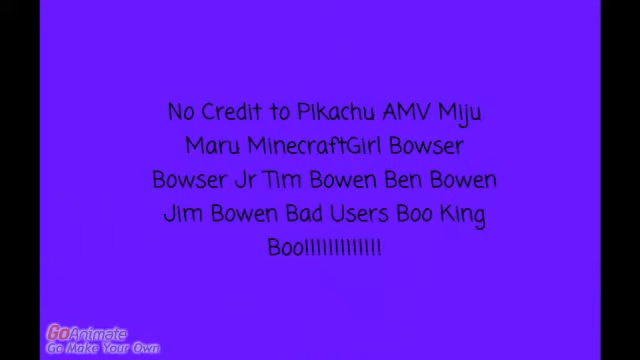 No Credit to Pikachu AMV Miju
Maru MinecraftGirl Bowser
Bowser Jr Tim Bowen Ben Bowen
Jim Bowen Bad Users Boo King
Boo!!!!!!!!!!!!!
GoAnimate
Go Make Your Own